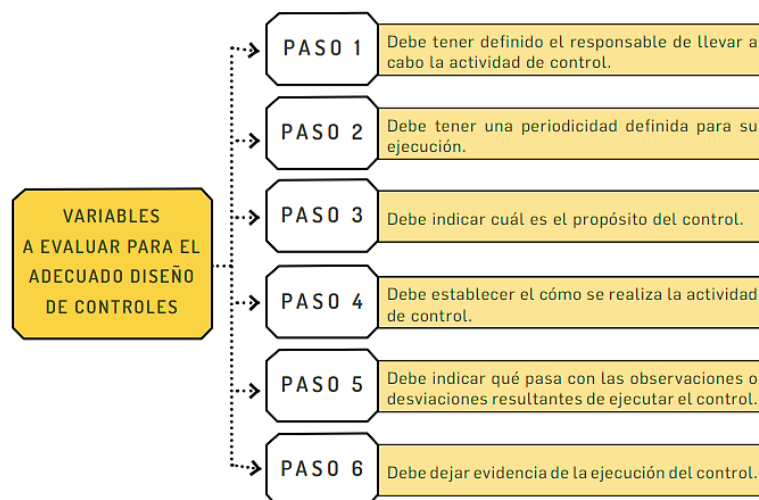 VARIABLES
A EVALUAR PARA EL
ADECUADO DISEÑO
DE CONTROLES
PASO 1
Debe tener definido el responsable de llevar a
cabo la actividad de control.
PASO 2
Debe tener una periodicidad definida para su
ejecución.
PASO 3
Debe indicar cuál es el propósito del control.
PASO 4
Debe establecer el cómo se realiza la actividad
de control.
PASO 5
Debe indicar qué pasa con las observaciones o
desviaciones resultantes de ejecutar el control.
PASO 6
Debe dejar evidencia de la ejecución del control.